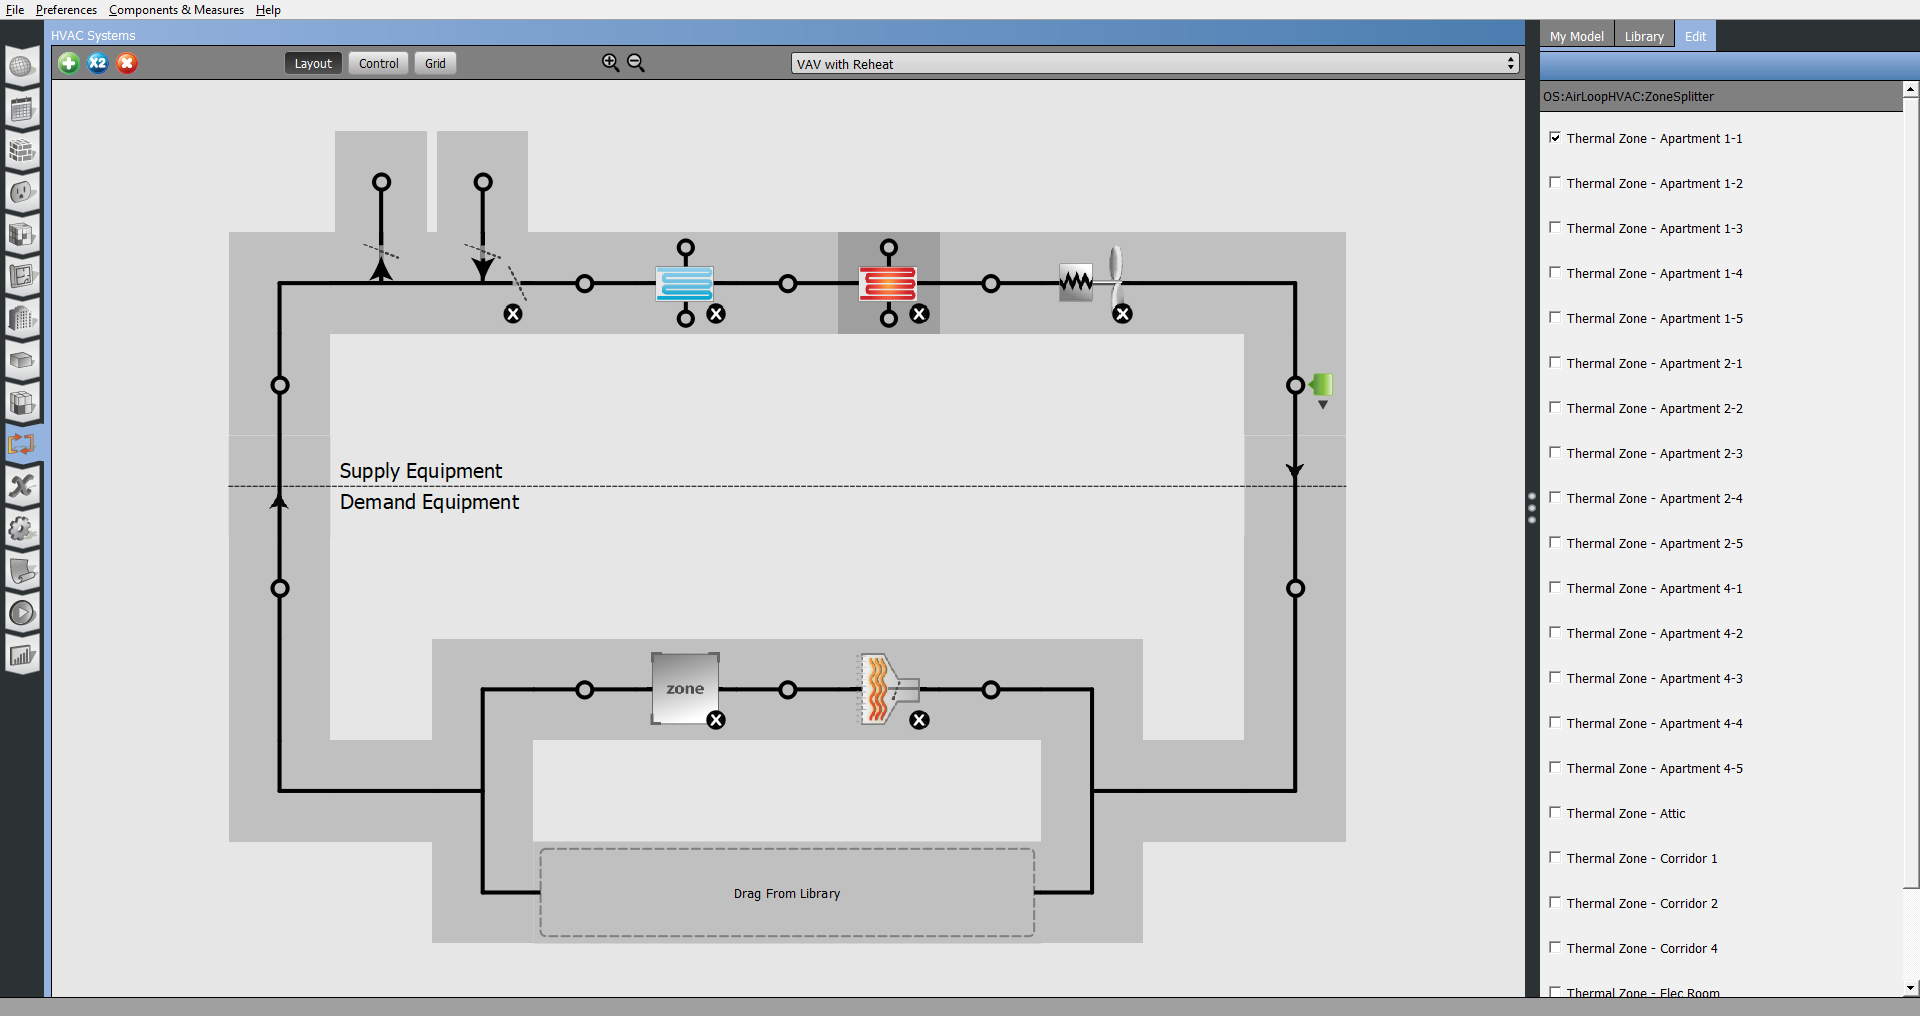 File Preferences Components & Measures Help
HVAC Systems
X2
Layout Control Grid
VAV with Reheat
My Model Library Edit
OS:AirLoopHVAC:ZoneSplitter
Thermal Zone - Apartment 1-1
Thermal Zone - Apartment 1-2
Thermal Zone - Apartment 1-3
Thermal Zone - Apartment 1-4
Thermal Zone - Apartment 1-5
Thermal Zone - Apartment 2-1
Thermal Zone - Apartment 2-2
Thermal Zone - Apartment 2-3
Thermal Zone - Apartment 2-4
Thermal Zone - Apartment 2-5
Thermal Zone - Apartment 4-1
Thermal Zone - Apartment 4-2
Thermal Zone - Apartment 4-3
Thermal Zone - Apartment 4-4
Thermal Zone - Apartment 4-5
Thermal Zone - Attic
Thermal Zone - Corridor 1
Thermal Zone - Corridor 2
Thermal Zone - Corridor 4
Thermal Zone - Elec Room
Supply Equipment
Demand Equipment
zone
Drag From Library